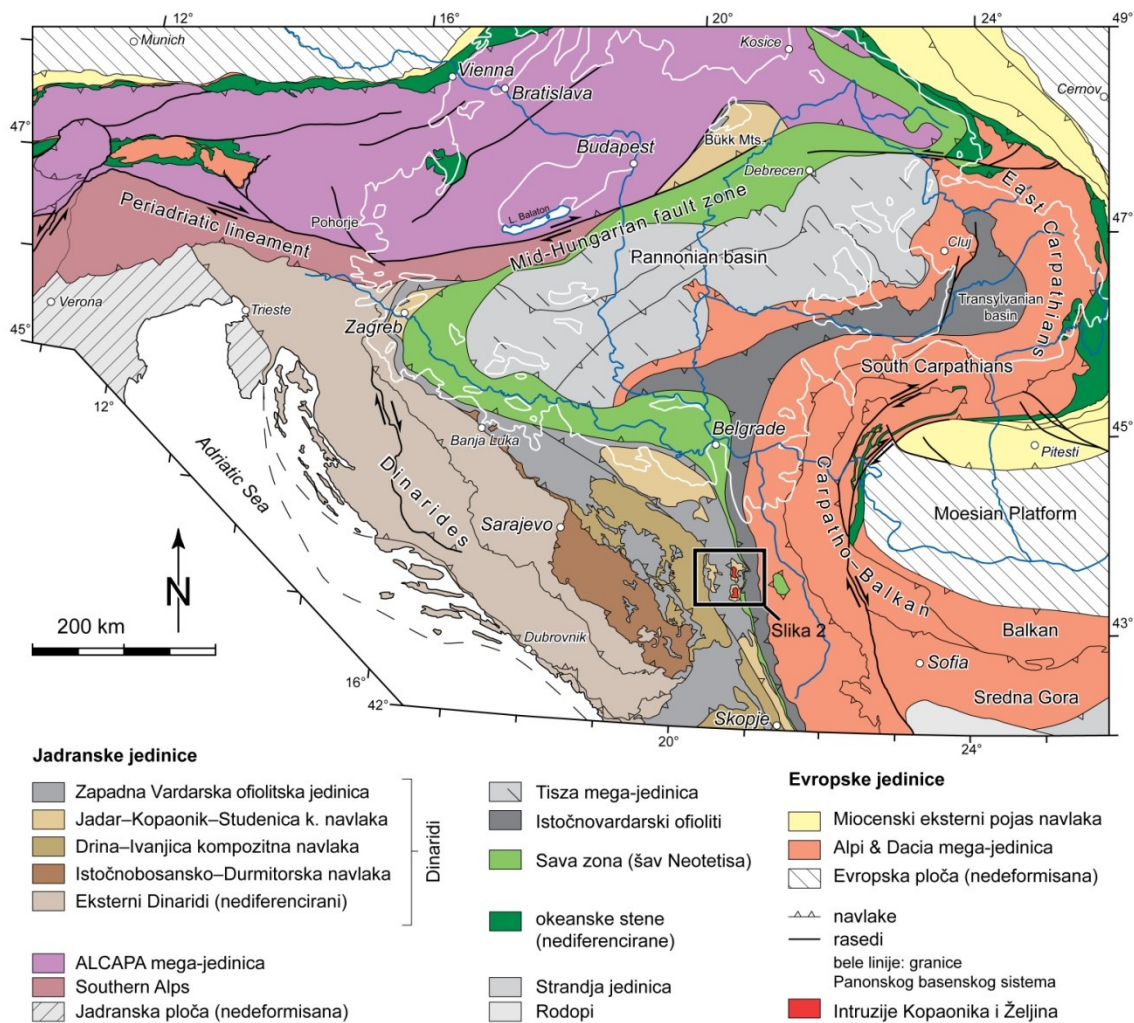 12°
16°
20°
24°
49°
Munich
Kosice
Vienna
Cernov
Bratislava
47°
Bükk Mts.
Budapest
Debrecen
East Carpathians
Periadriatic lineament
Pohorje
L. Balaton
Mid-Hungarian fault zone
47°
Cluj
Pannonian basin
Transylvanian basin
Verona
Trieste
Zagreb
45°
South Carpathians
12°
Belgrade
45°
Banja Luka
Pitesti
Adriatic Sea
Dinarides
Carpatho–Balkan
Moesian Platform
Sarajevo
N
200 km
Slika 2
Balkan
43°
Dubrovnik
Sofia
16°
Sredna Gora
42°
Skopje
20°
24°
Jadranske jedinice
Zapadna Vardarska ofiolitska jedinica
Jadar–Kopaonik–Studenica k. navlaka
Drina–Ivanjica kompozitna navlaka
Istočnobosansko–Durmitorska navlaka
Eksterni Dinaridi (nediferencirani)
Dinaridi
ALCAPA mega-jedinica
Southern Alps
Jadranska ploča (nedeformisana)
Tisza mega-jedinica
Istočnovardarski ofioliti
Sava zona (šav Neotetisa)
okeanske stene
(nediferencirane)
Strandja jedinica
Rodopi
Evropske jedinice
Miocenski eksterni pojas navlaka
Alpi & Dacia mega-jedinica
Evropska ploča (nedeformisana)
navlake
rasedi
bele linije: granice
Panonskog basenskog sistema
Intruzije Kopaonika i Željina